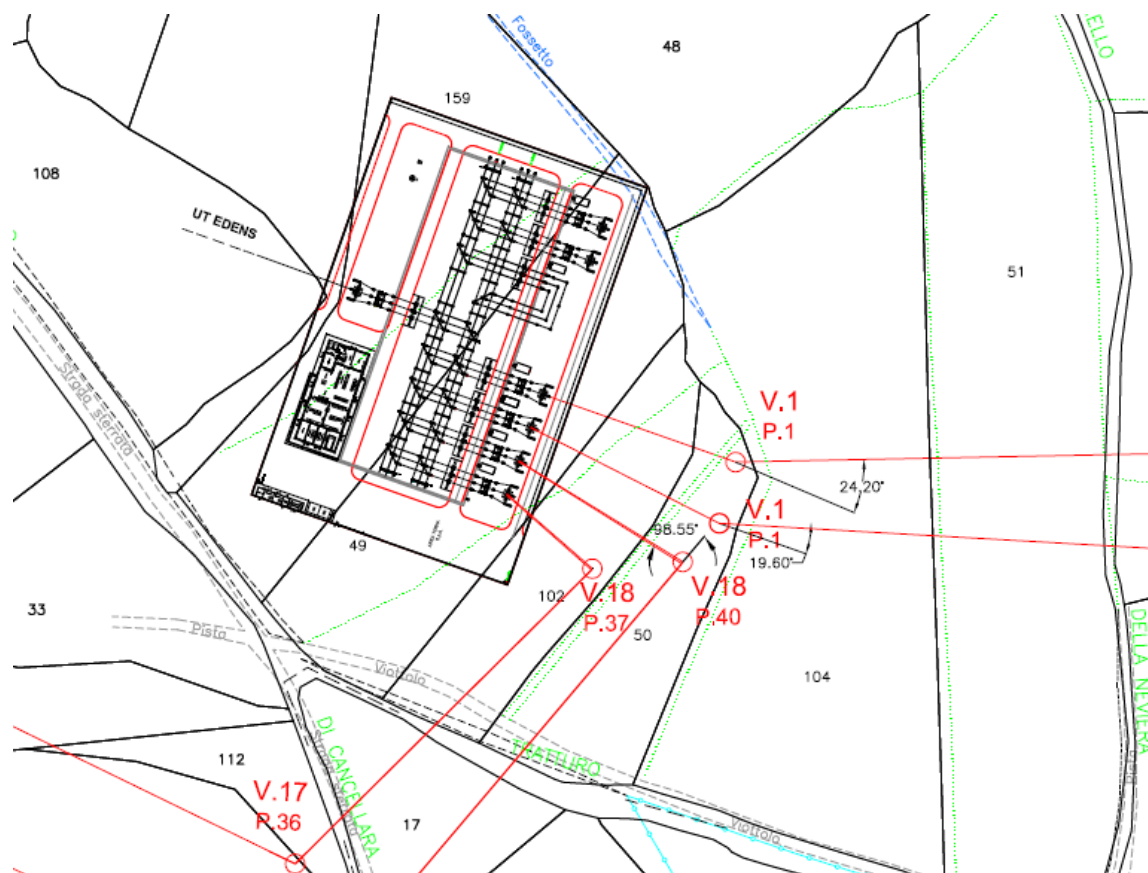 Fossetto
48
ELLO
159
108
UT EDENS
51
Strada sterrata
V.1
P.1
24.20°
V.1
P.1
98.55°
19.60°
49
102
V.18
P.37
V.18
P.40
33
Pista
50
Viottolo
104
DELLA NEVIERA
DI CANCELLARA
TRATTURO
112
V.17
P.36
17
Viottolo